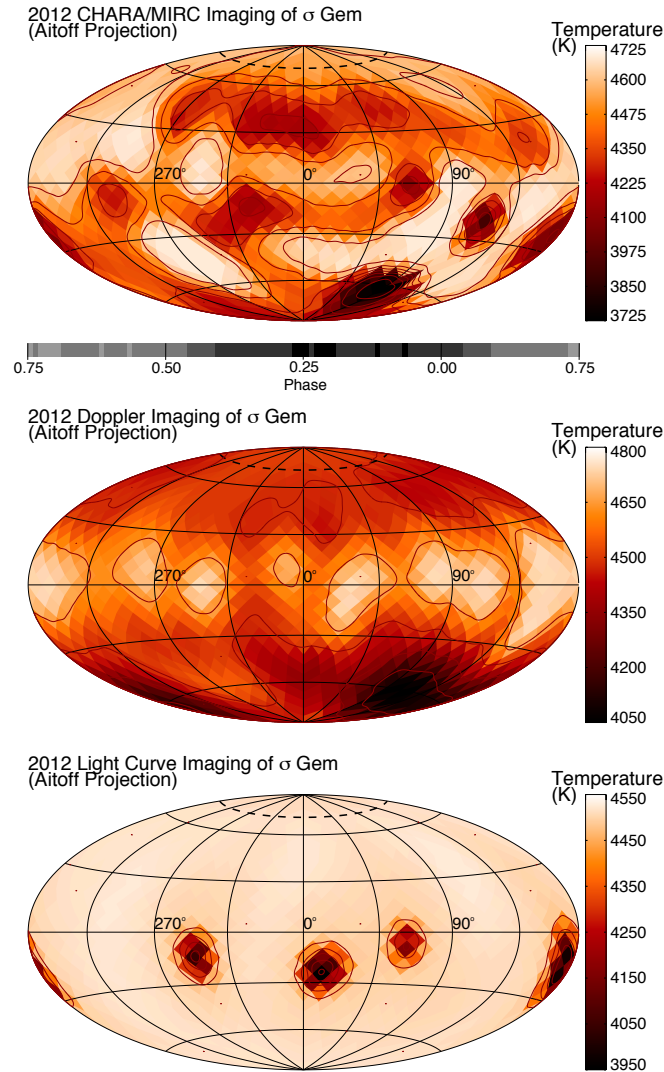 2012 CHARA/MIRC Imaging of σ Gem
(Aitoff Projection)
Temperature
(K)
4725
4600
4475
4350
4225
4100
3975
3850
3725
270°
0°
90°
0.75
0.50
0.25
0.00
0.75
Phase
2012 Doppler Imaging of σ Gem
(Aitoff Projection)
Temperature
(K)
4800
4650
4500
4350
4200
4050
270°
0°
90°
2012 Light Curve Imaging of σ Gem
(Aitoff Projection)
Temperature
(K)
4550
4450
4350
4250
4150
4050
3950
270°
0°
90°